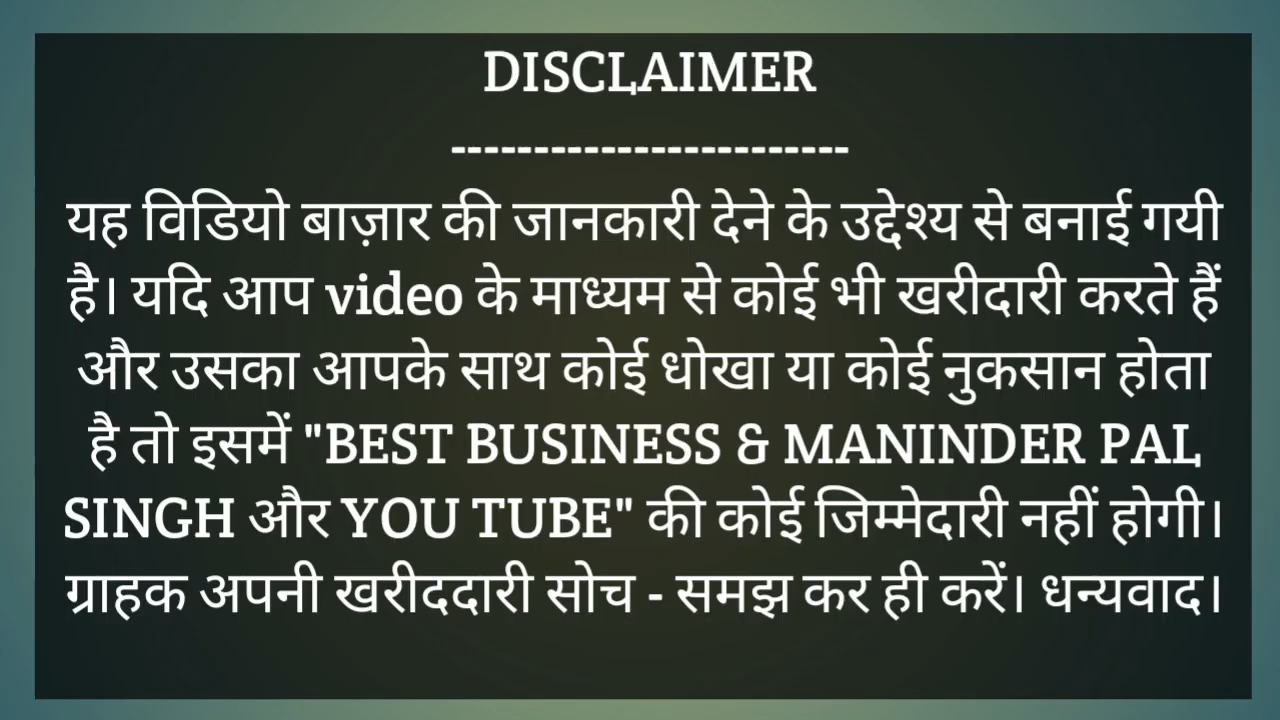 DISCLAIMER
------------------------
यह विडियो बाज़ार की जानकारी देने के उद्देश्य से बनाई गयी
है। यदि आप video के माध्यम से कोई भी खरीदारी करते हैं
और उसका आपके साथ कोई धोखा या कोई नुकसान होता
है तो इसमें "BEST BUSINESS & MANINDER PAL
SINGH और YOU TUBE" की कोई जिम्मेदारी नहीं होगी।
ग्राहक अपनी खरीददारी सोच - समझ कर ही करें। धन्यवाद।